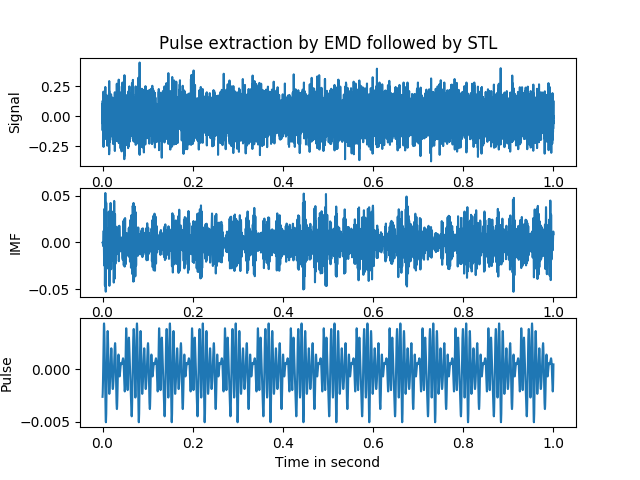 Pulse extraction by EMD followed by STL
Signal
0.25
0.00
−0.25
0.0 0.2 0.4 0.6 0.8 1.0
IMF
0.05
0.00
−0.05
0.0 0.2 0.4 0.6 0.8 1.0
Pulse
0.000
−0.005
0.0 0.2 0.4 0.6 0.8 1.0
Time in second